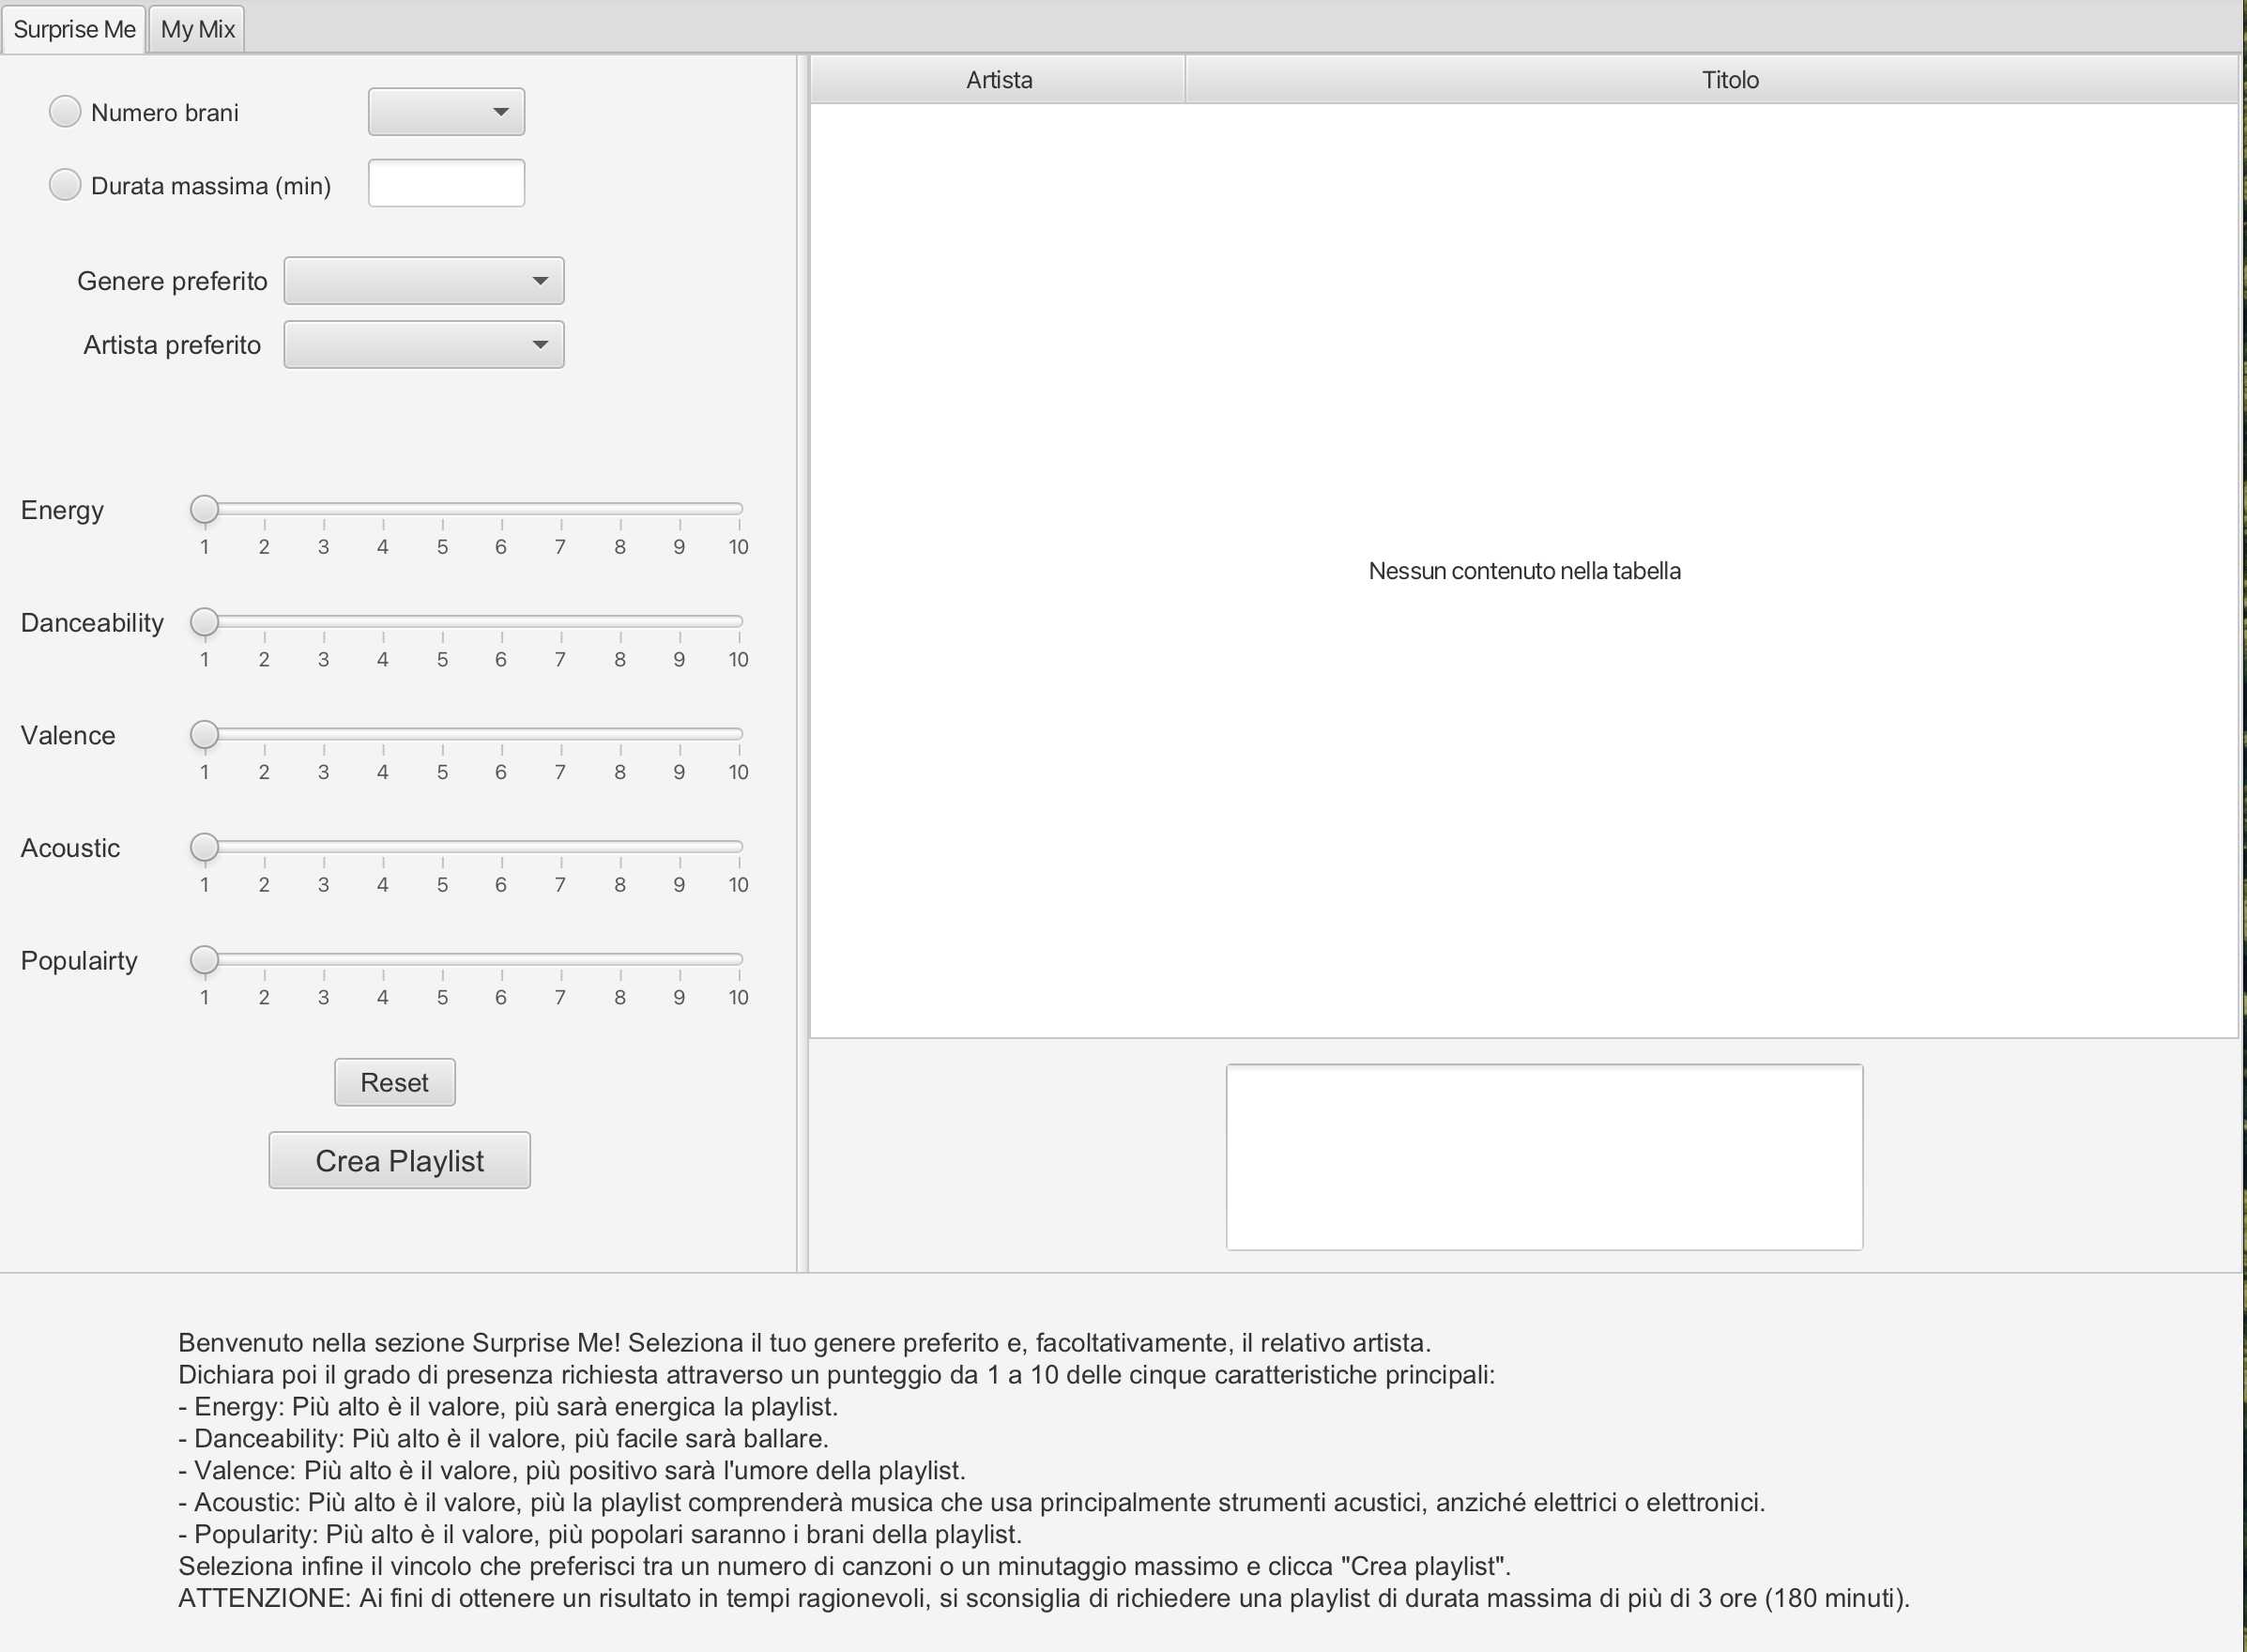 Surprise Me
My Mix
Numero brani
Durata massima (min)
Genere preferito
Artista preferito
Energy
1 2 3 4 5 6 7 8 9 10
Danceability
1 2 3 4 5 6 7 8 9 10
Valence
1 2 3 4 5 6 7 8 9 10
Acoustic
1 2 3 4 5 6 7 8 9 10
Populairty
1 2 3 4 5 6 7 8 9 10
Reset
Crea Playlist
Artista Titolo
Nessun contenuto nella tabella
Benvenuto nella sezione Surprise Me! Seleziona il tuo genere preferito e, facoltativamente, il relativo artista.
Dichiara poi il grado di presenza richiesta attraverso un punteggio da 1 a 10 delle cinque caratteristiche principali:
- Energy: Più alto è il valore, più sarà energica la playlist.
- Danceability: Più alto è il valore, più facile sarà ballare.
- Valence: Più alto è il valore, più positivo sarà l'umore della playlist.
- Acoustic: Più alto è il valore, più la playlist comprenderà musica che usa principalmente strumenti acustici, anziché elettrici o elettronici.
- Popularity: Più alto è il valore, più popolari saranno i brani della playlist.
Seleziona infine il vincolo che preferisci tra un numero di canzoni o un minutaggio massimo e clicca "Crea playlist".
ATTENZIONE: Ai fini di ottenere un risultato in tempi ragionevoli, si sconsiglia di richiedere una playlist di durata massima di più di 3 ore (180 minuti).